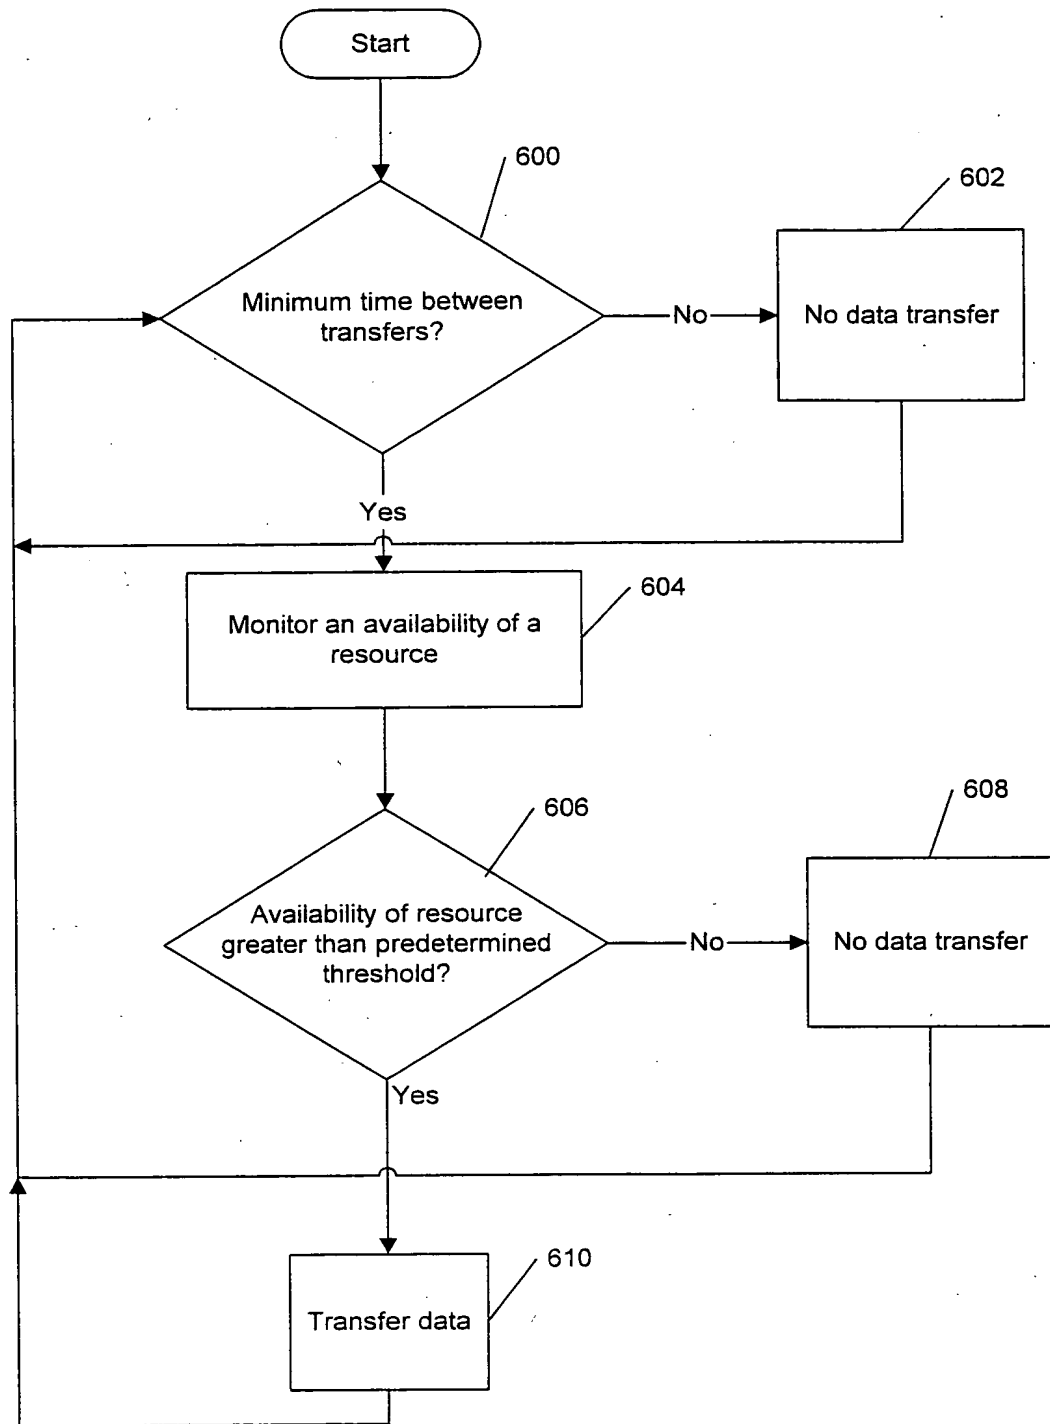 Start
600
602
Minimum time between
transfers?
No
No data transfer
Yes
604
Monitor an availability of a
resource
608
606
Availability of resource
greater than predetermined
threshold?
No
No data transfer
Yes
610
Transfer data